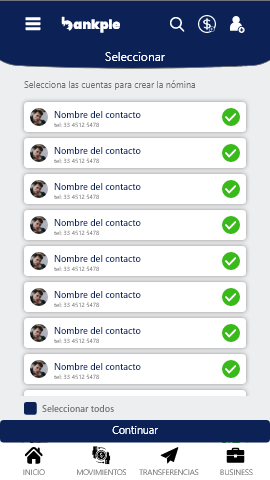 bankple
Seleccionar
Selecciona las cuentas para crear la nómina
Nombre del contacto
tel: 33 4512 5478
Nombre del contacto
tel: 33 4512 5478
Nombre del contacto
tel: 33 4512 5478
Nombre del contacto
tel: 33 4512 5478
Nombre del contacto
tel: 33 4512 5478
Nombre del contacto
tel: 33 4512 5478
Nombre del contacto
tel: 33 4512 5478
Nombre del contacto
tel: 33 4512 5478
Seleccionar todos
Continuar
INICIO MOVIMIENTOS TRANSFERENCIAS BUSINESS